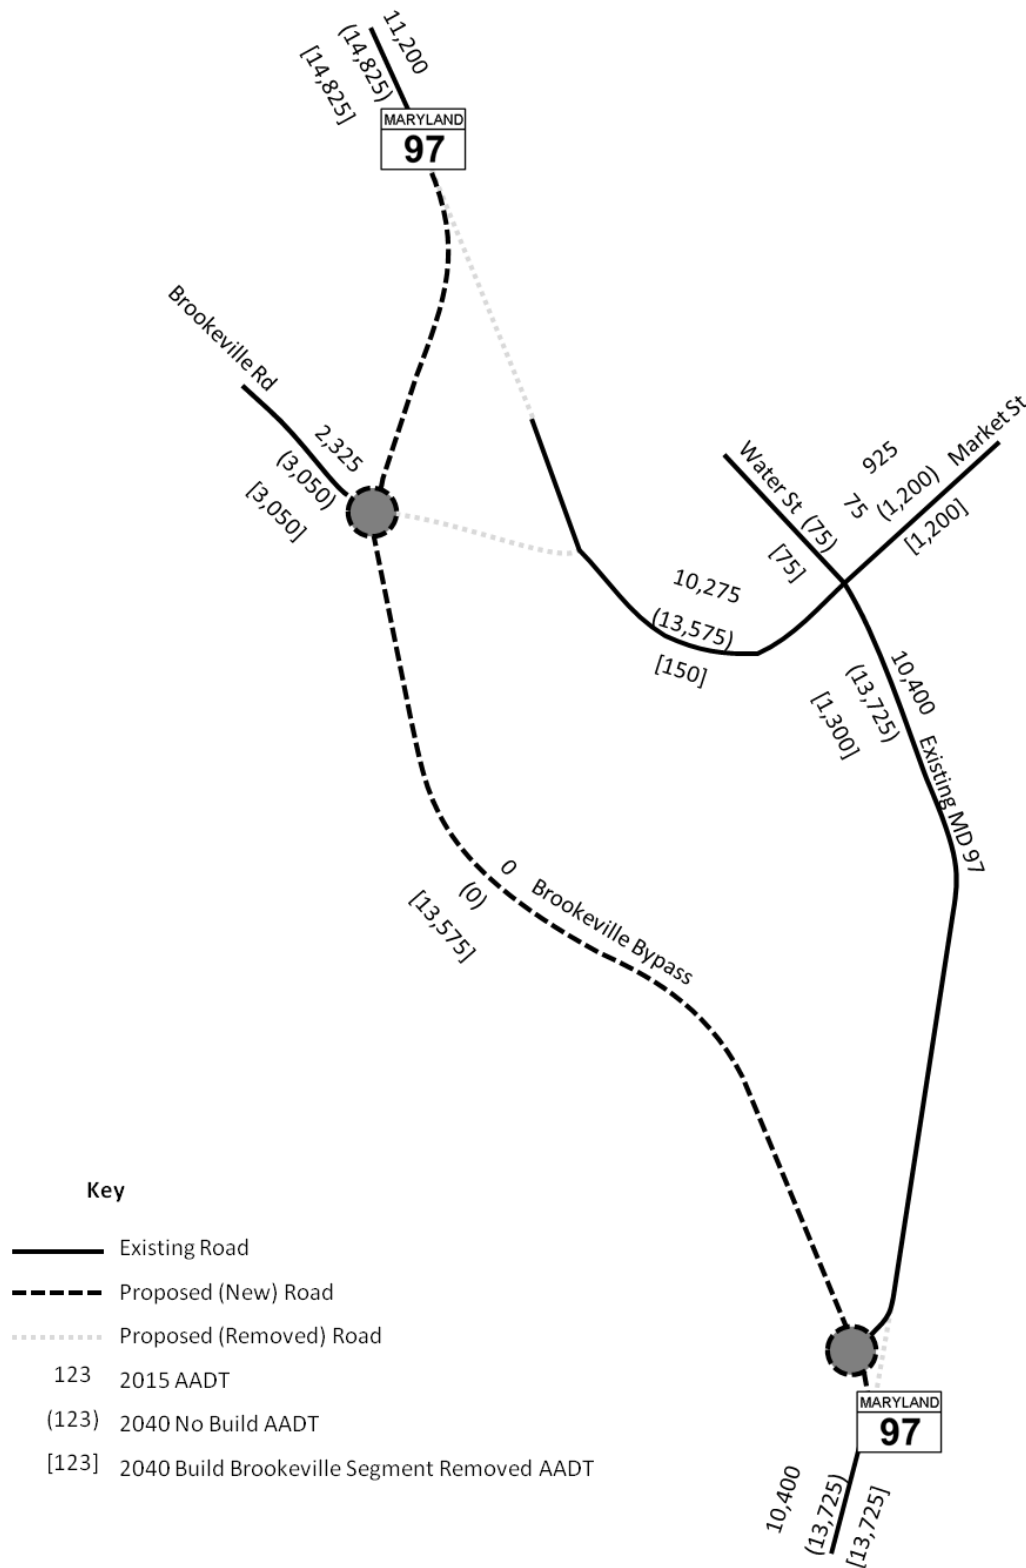 11,200
(14,825)
[14,825]
MARYLAND
97
Brookeville Rd
2,325
(3,050)
[3,050]
Water St
75
(75)
[75]
925
(1,200)
[1,200]
Market St
10,275
(13,575)
[150]
10,400
(13,725)
[1,300]
Existing MD 97
0
(0)
[13,575]
Brookeville Bypass
Key
Existing Road
Proposed (New) Road
Proposed (Removed) Road
123 2015 AADT
(123) 2040 No Build AADT
[123] 2040 Build Brookeville Segment Removed AADT
MARYLAND
97
10,400
(13,725)
[13,725]